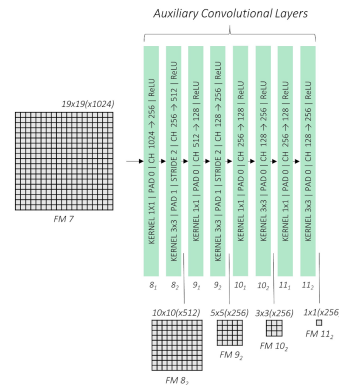 Auxiliary Convolutional Layers
19x19(x1024)
FM 7
KERNEL 1X1 | PAD 0 | CH 1024 → 256 | ReLU
KERNEL 3x3 | PAD 1 | STRIDE 2 | CH 256 → 512 | ReLU
KERNEL 1x1 | PAD 0 | CH 512 → 128 | ReLU
KERNEL 3x3 | PAD 1 | STRIDE 2 | CH 128 → 256 | ReLU
KERNEL 1x1 | PAD 0 | CH 256 → 128 | ReLU
KERNEL 3x3 | PAD 0 | CH 128 → 256 | ReLU
KERNEL 1x1 | PAD 0 | CH 256 → 128 | ReLU
KERNEL 3x3 | PAD 0 | CH 128 → 256 | ReLU
8₁ 8₂ 9₁ 9₂ 10₁ 10₂ 11₁ 11₂
10x10(x512) 5x5(x256) 3x3(x256) 1x1(x256
FM 8₂ FM 9₂ FM 10₂ FM 11₂